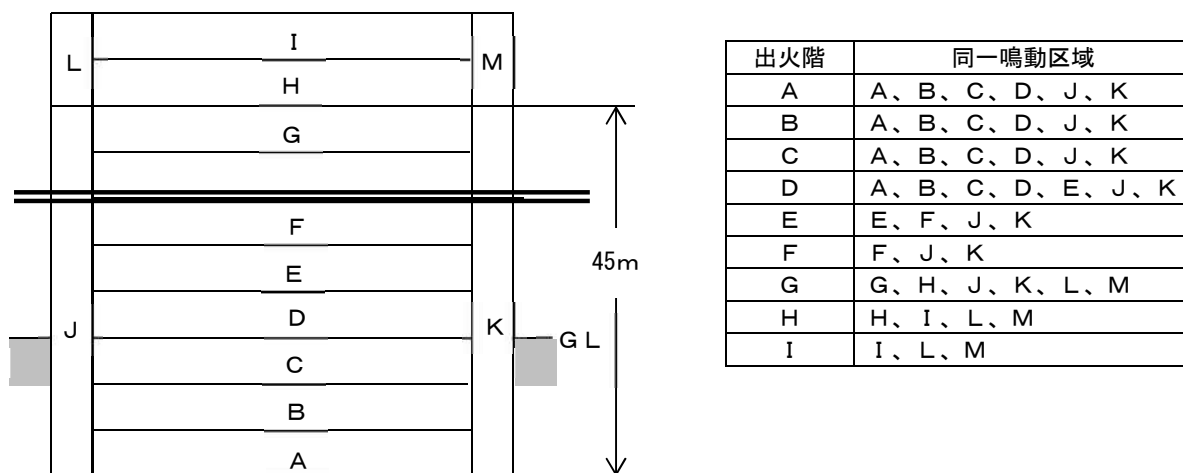 I
L
M
H
G
F
45m
E
D
J
K
GL
C
B
A
出火階 同一鳴動区域
A A、B、C、D、J、K
B A、B、C、D、J、K
C A、B、C、D、J、K
D A、B、C、D、E、J、K
E E、F、J、K
F F、J、K
G G、H、J、K、L、M
H H、I、L、M
I I、L、M